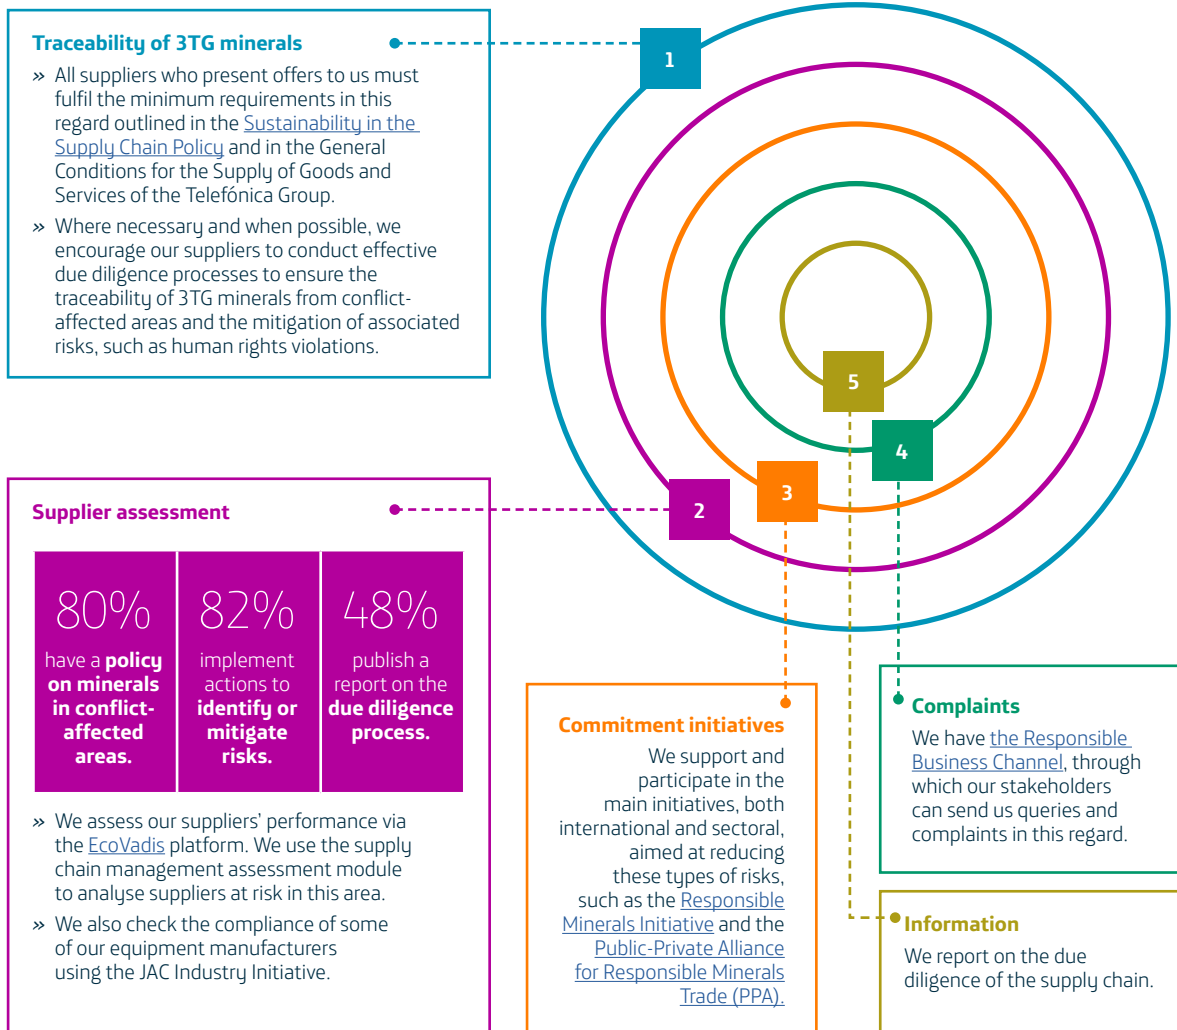 Traceability of 3TG minerals
» All suppliers who present offers to us must
fulfil the minimum requirements in this
regard outlined in the Sustainability in the
Supply Chain Policy and in the General
Conditions for the Supply of Goods and
Services of the Telefónica Group.
» Where necessary and when possible, we
encourage our suppliers to conduct effective
due diligence processes to ensure the
traceability of 3TG minerals from conflict-
affected areas and the mitigation of associated
risks, such as human rights violations.
1
5
4
3
2
Supplier assessment
80%
have a policy
on minerals
in conflict-
affected
areas.
82%
implement
actions to
identify or
mitigate
risks.
48%
publish a
report on the
due diligence
process.
» We assess our suppliers' performance via
the EcoVadis platform. We use the supply
chain management assessment module
to analyse suppliers at risk in this area.
» We also check the compliance of some
of our equipment manufacturers
using the JAC Industry Initiative.
Commitment initiatives
We support and
participate in the
main initiatives, both
international and sectoral,
aimed at reducing
these types of risks,
such as the Responsible
Minerals Initiative and the
Public-Private Alliance
for Responsible Minerals
Trade (PPA).
Complaints
We have the Responsible
Business Channel, through
which our stakeholders
can send us queries and
complaints in this regard.
Information
We report on the due
diligence of the supply chain.